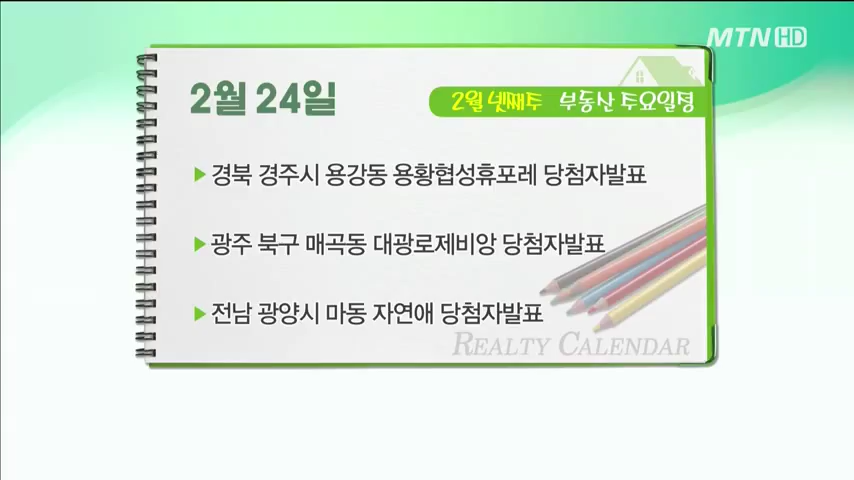 MTN HD
2월 24일
2월 넷째주 부동산 주요일정
▶경북 경주시 용강동 용황협성휴포레 당첨자발표
▶광주 북구 매곡동 대광로제비앙 당첨자발표
▶전남 광양시 마동 자연애 당첨자발표
REALTY CALENDAR